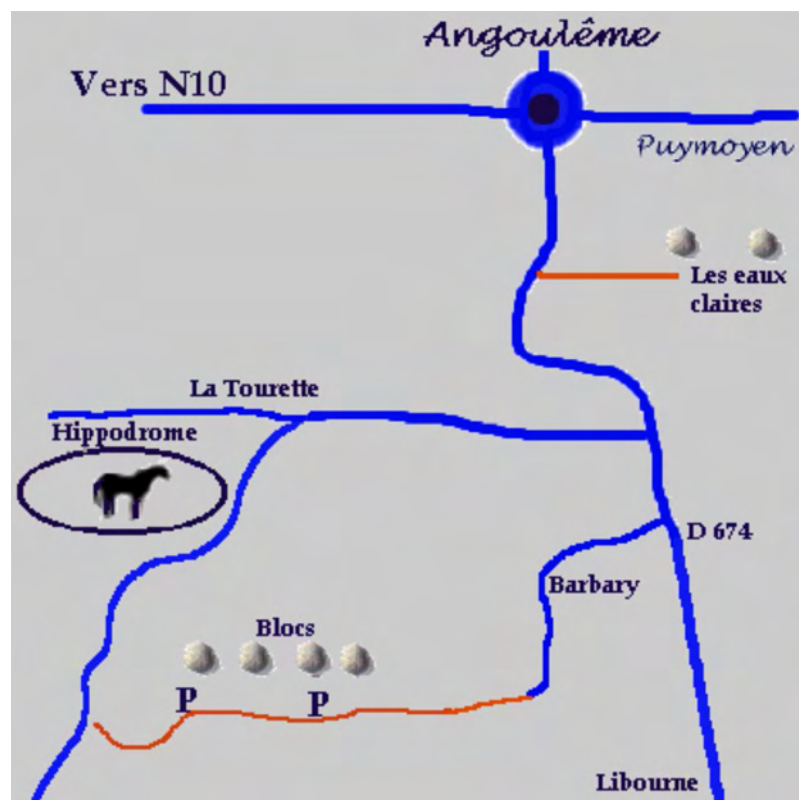 Angoulême
Vers N10
Puymoyen
Les eaux
claires
La Tourette
Hippodrome
D 674
Barbary
Blocs
P
P
Libourne